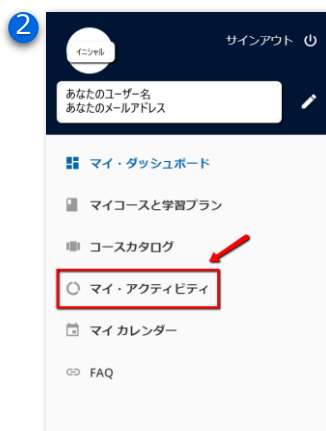 2
サインアウト
イニシャル
あなたのユーザー名
あなたのメールアドレス
マイ・ダッシュボード
マイコースと学習プラン
コースカタログ
マイ・アクティビティ
マイ カレンダー
FAQ